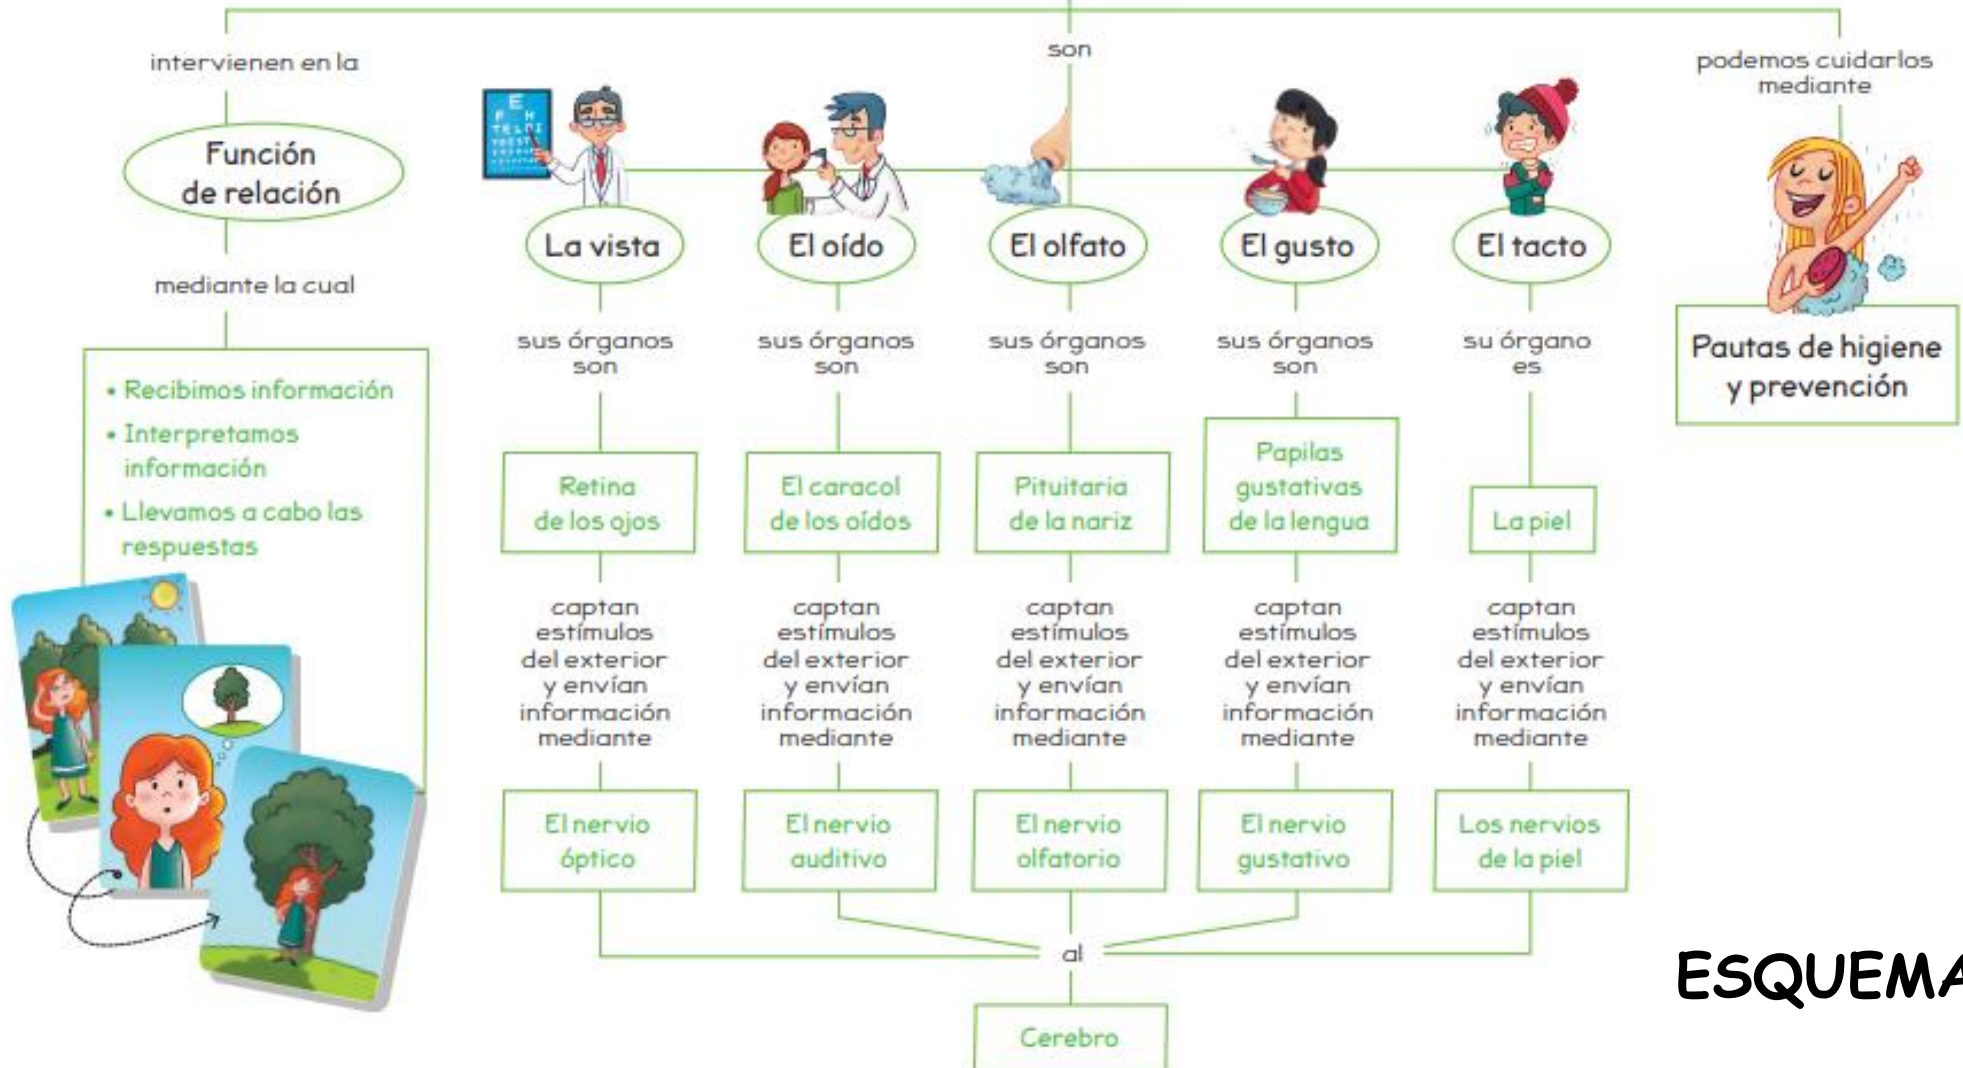 intervienen en la
Función
de relación
mediante la cual
• Recibimos información
• Interpretamos
información
• Llevamos a cabo las
respuestas
son
E
La vista
sus órganos
son
Retina
de los ojos
captan
estímulos
del exterior
y envían
información
mediante
El nervio
óptico
El oído
sus órganos
son
El caracol
de los oídos
captan
estímulos
del exterior
y envían
información
mediante
El nervio
auditivo
El olfato
sus órganos
son
Pituitaria
de la nariz
captan
estímulos
del exterior
y envían
información
mediante
El nervio
olfatorio
El gusto
sus órganos
son
Papilas
gustativas
de la lengua
captan
estímulos
del exterior
y envían
información
mediante
El nervio
gustativo
El tacto
su órgano
es
La piel
captan
estímulos
del exterior
y envían
información
mediante
Los nervios
de la piel
al
Cerebro
podemos cuidarlos
mediante
Pautas de higiene
y prevención
ESQUEMA